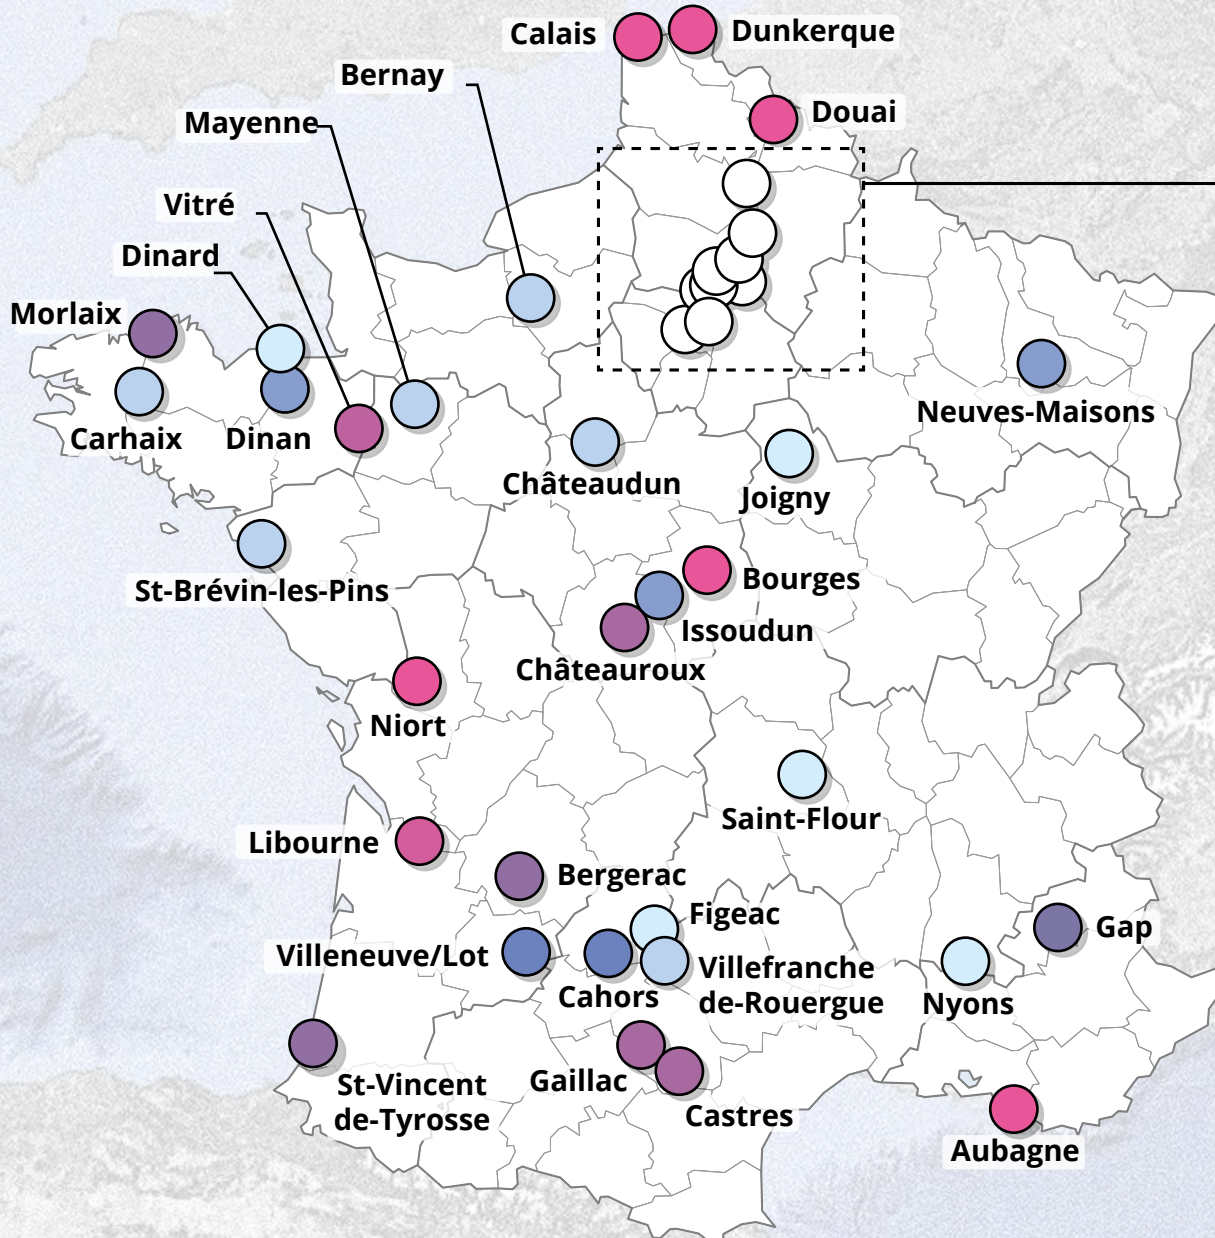 Calais
Dunkerque
Bernay
Douai
Mayenne
Vitré
Dinard
Morlaix
Neuves-Maisons
Carhaix
Dinan
Châteaudun
Joigny
St-Brévin-les-Pins
Bourges
Issoudun
Châteauroux
Niort
Saint-Flour
Libourne
Bergerac
Figeac
Gap
Villeneuve/Lot
Villefranche
de-Rouergue
Cahors
Nyons
St-Vincent
de-Tyrosse
Gaillac
Castres
Aubagne